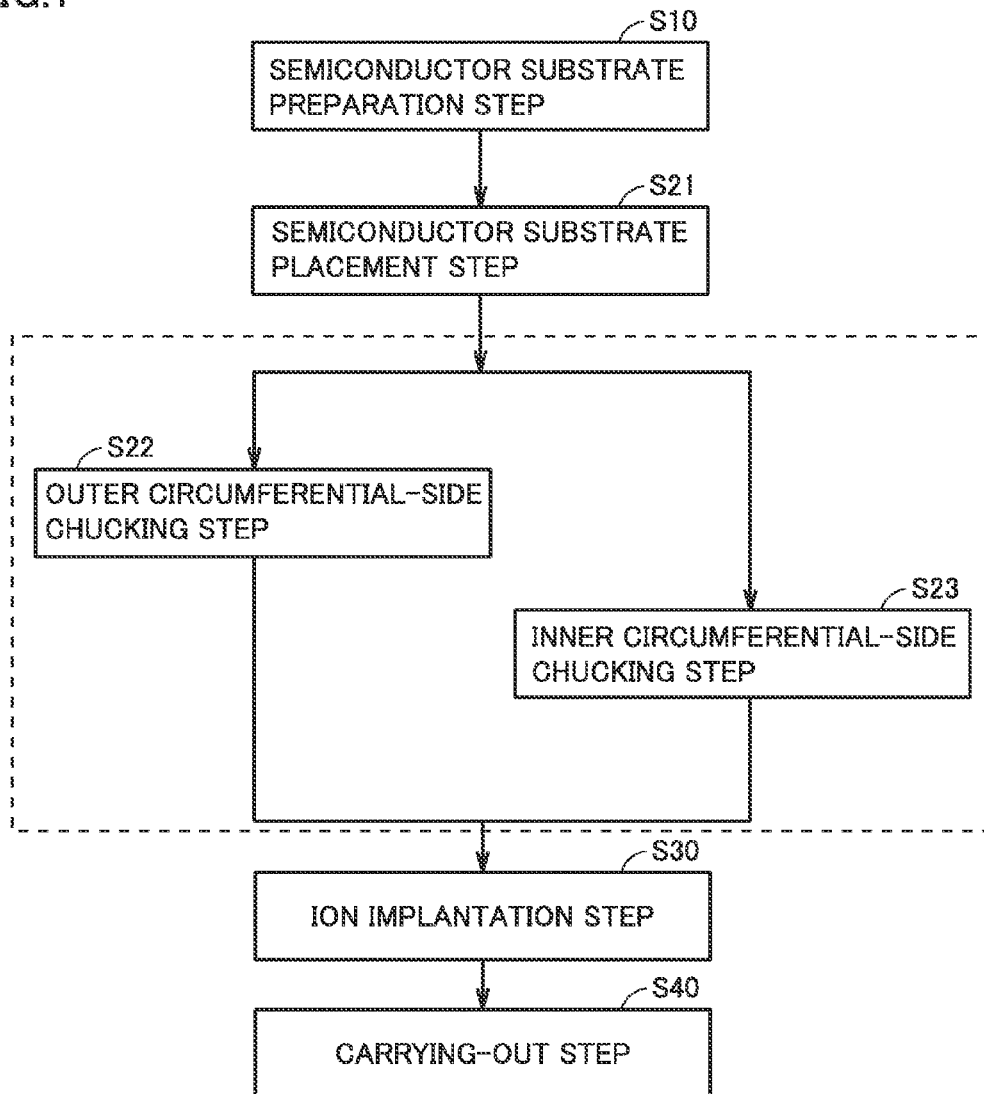 S10
SEMICONDUCTOR SUBSTRATE
PREPARATION STEP
S21
SEMICONDUCTOR SUBSTRATE
PLACEMENT STEP
S22
OUTER CIRCUMFERENTIAL-SIDE
CHUCKING STEP
S23
INNER CIRCUMFERENTIAL-SIDE
CHUCKING STEP
S30
ION IMPLANTATION STEP
S40
CARRYING-OUT STEP